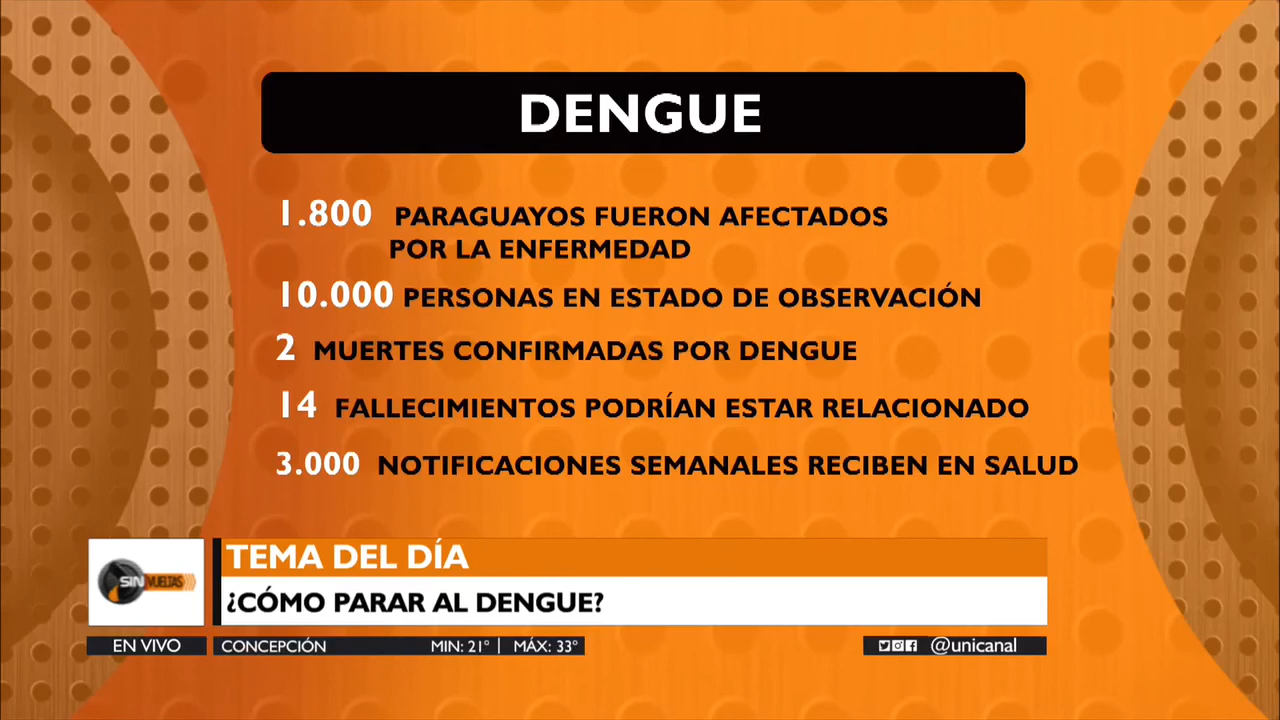 DENGUE
1.800 PARAGUAYOS FUERON AFECTADOS
POR LA ENFERMEDAD
10.000 PERSONAS EN ESTADO DE OBSERVACIÓN
2 MUERTES CONFIRMADAS POR DENGUE
14 FALLECIMIENTOS PODRÍAN ESTAR RELACIONADO
3.000 NOTIFICACIONES SEMANALES RECIBEN EN SALUD
SIN VUELTAS
TEMA DEL DÍA
¿CÓMO PARAR AL DENGUE?
EN VIVO CONCEPCIÓN MIN: 21° | MÁX: 33° @unicanal